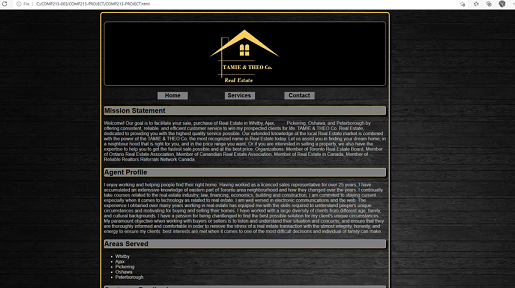 File | C:/COMP213-003/COMP213-PROJECT/COMP213-PROJECT.html
TAMIE & THEO Co.
Real Estate
Home Services Contact
Mission Statement
Welcome! Our goal is to facilitate your sale, purchase of Real Estate in Whitby, Ajax, Pickering, Oshawa, and Peterborough by
offering consistent, reliable and efficient customer service to win my prospected clients for life. TAMIE & THEO Co. Real Estate,
dedicated to providing you with the highest quality service possible. Our extended knowledge of the local Real Estate market is combined
with the power of the TAMIE & THEO Co. the most recognized name in Real Estate today. Let us assist you in finding your dream home, in
a neighbour hood that is right for you, and in the price range you want. Or if you are interested in selling a property, we also have the
expertise to help you to get the fastest sale possible and at the best price. Organizations: Member of Toronto Real Estate Board, Member
of Ontario Real Estate Association, Member of Canandian Real Estate Association, Member of Real Estate in Canada, Member of
Reliable Realtors Referrals Network Canada.
Agent Profile
I enjoy working and helping people find their right home. Having worked as a licenced sales representative for over 25 years, I have
accumulated an extensive knowledge of eastern part of Toronto area neighbourhood and how they changed over the years. I continually
take courses related to the real estate industry, law, financing, economics, building and construction. I am commited to staying current
especially when it comes to technology as related to real estate. I am well versed in electronic communications and the web. The
experience I obtained over many years working in real estate has equiped me with the skills required to understand people's unique
circumstances and motivations for buying and selling their homes. I have worked with a large diversity of clients from different age, family,
and cultural backgrounds. I have a passion for being challenged to find the best possible solution for my client's unique circumstances.
My paramount objective when working with buyers or sellers is to listen and understand their situation and concerns, and ensure that they
are thoroughly informed and comfortable in order to remove the stress of a real estate transaction with the utmost integrity, honesty, and
energy to ensure my clients' best interests are met when it comes to one of the most difficult decisions and individual of family can make.
Areas Served
Whitby
Ajax
Pickering
Oshawa
Peterborough